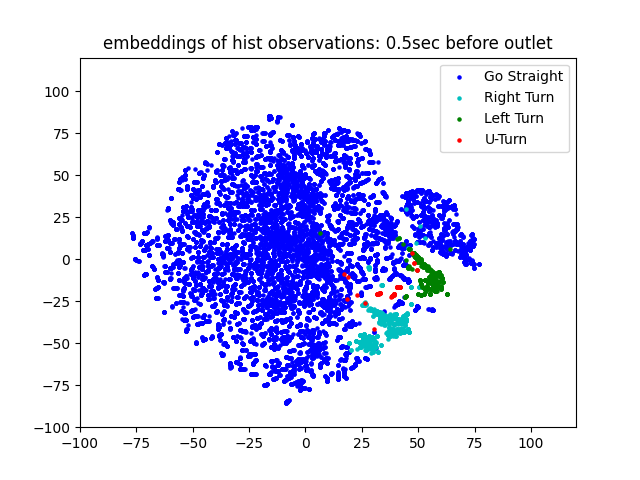 embeddings of hist observations: 0.5sec before outlet
Go Straight
Right Turn
Left Turn
U-Turn
100
75
50
25
0
−25
−50
−75
−100
−100 −75 −50 −25 0 25 50 75 100